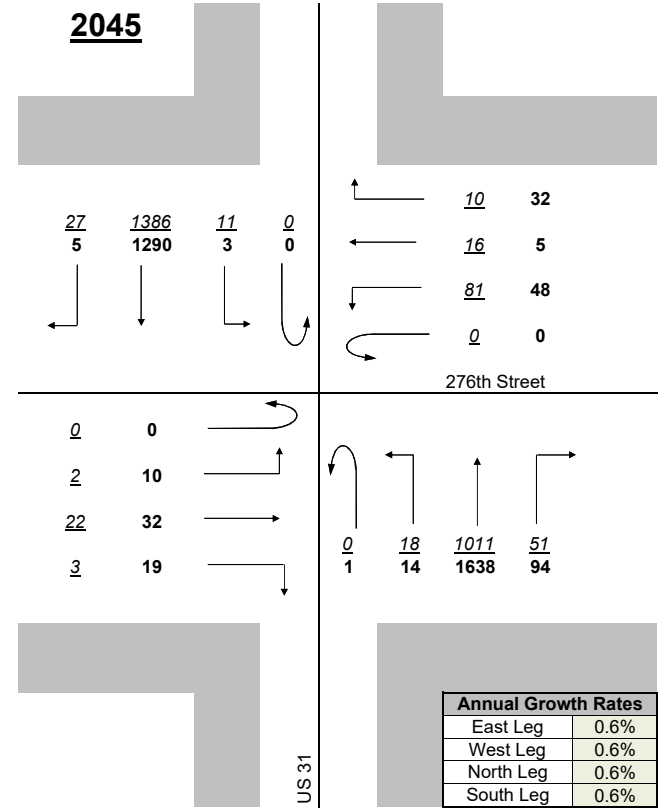 2045
27 1386 11 0
5 1290 3 0
10 32
16 5
81 48
0 0
276th Street
0 0
2 10
22 32
3 19
0 18 1011 51
1 14 1638 94
US 31
Annual Growth Rates
East Leg 0.6%
West Leg 0.6%
North Leg 0.6%
South Leg 0.6%